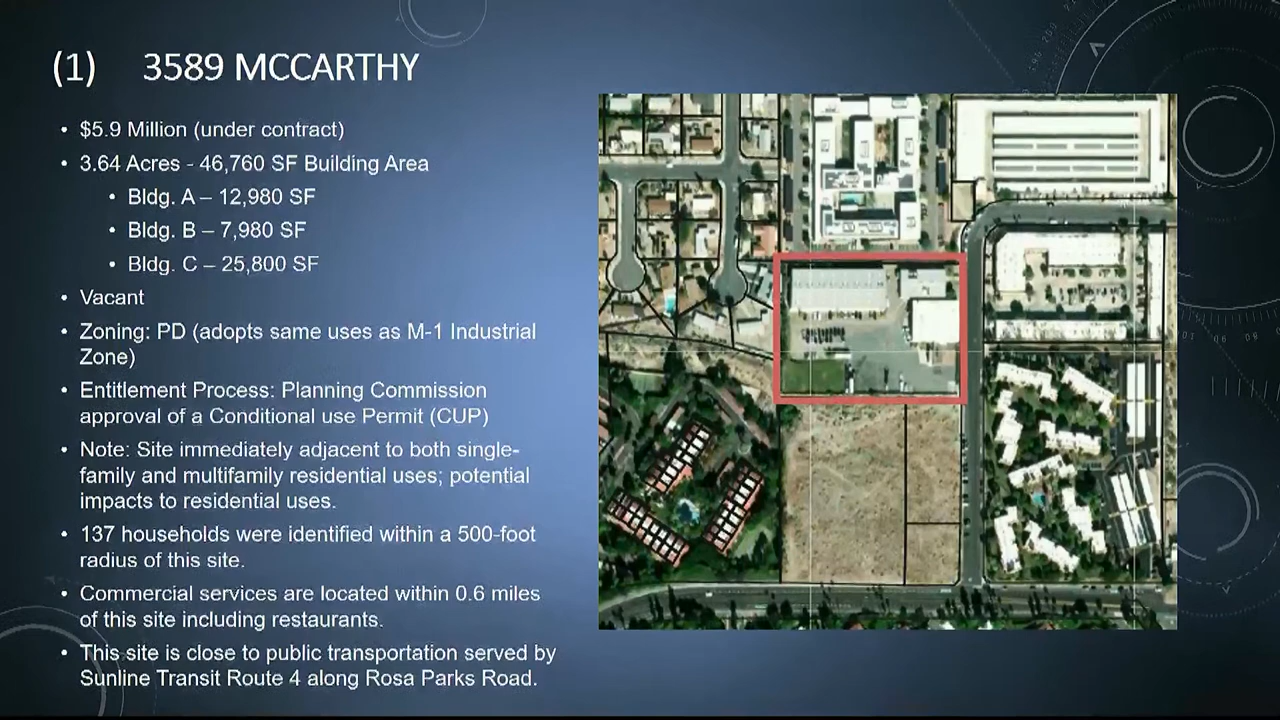 (1) 3589 MCCARTHY
• $5.9 Million (under contract)
• 3.64 Acres - 46,760 SF Building Area
• Bldg. A – 12,980 SF
• Bldg. B – 7,980 SF
• Bldg. C – 25,800 SF
• Vacant
• Zoning: PD (adopts same uses as M-1 Industrial
Zone)
• Entitlement Process: Planning Commission
approval of a Conditional use Permit (CUP)
• Note: Site immediately adjacent to both single-
family and multifamily residential uses; potential
impacts to residential uses.
• 137 households were identified within a 500-foot
radius of this site.
• Commercial services are located within 0.6 miles
of this site including restaurants.
• This site is close to public transportation served by
Sunline Transit Route 4 along Rosa Parks Road.